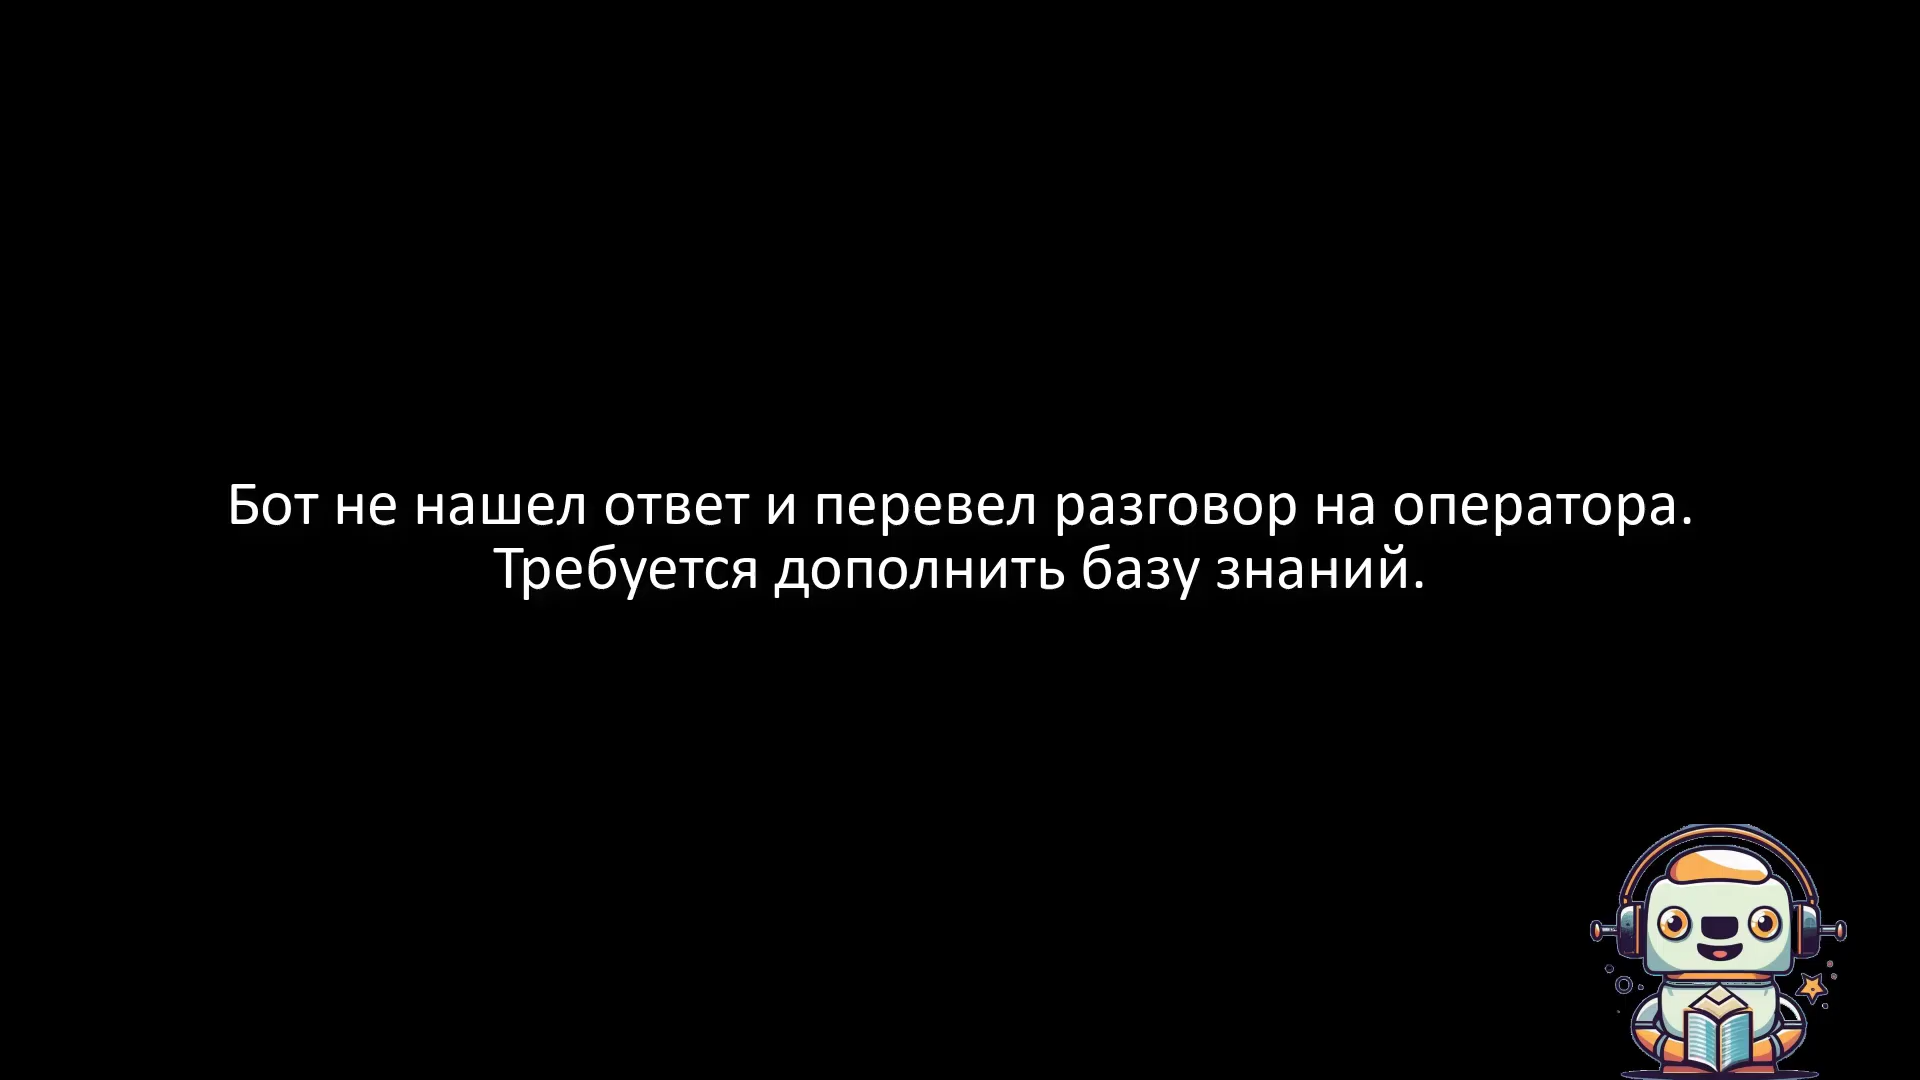 Бот не нашел ответ и перевел разговор на оператора.
Требуется дополнить базу знаний.